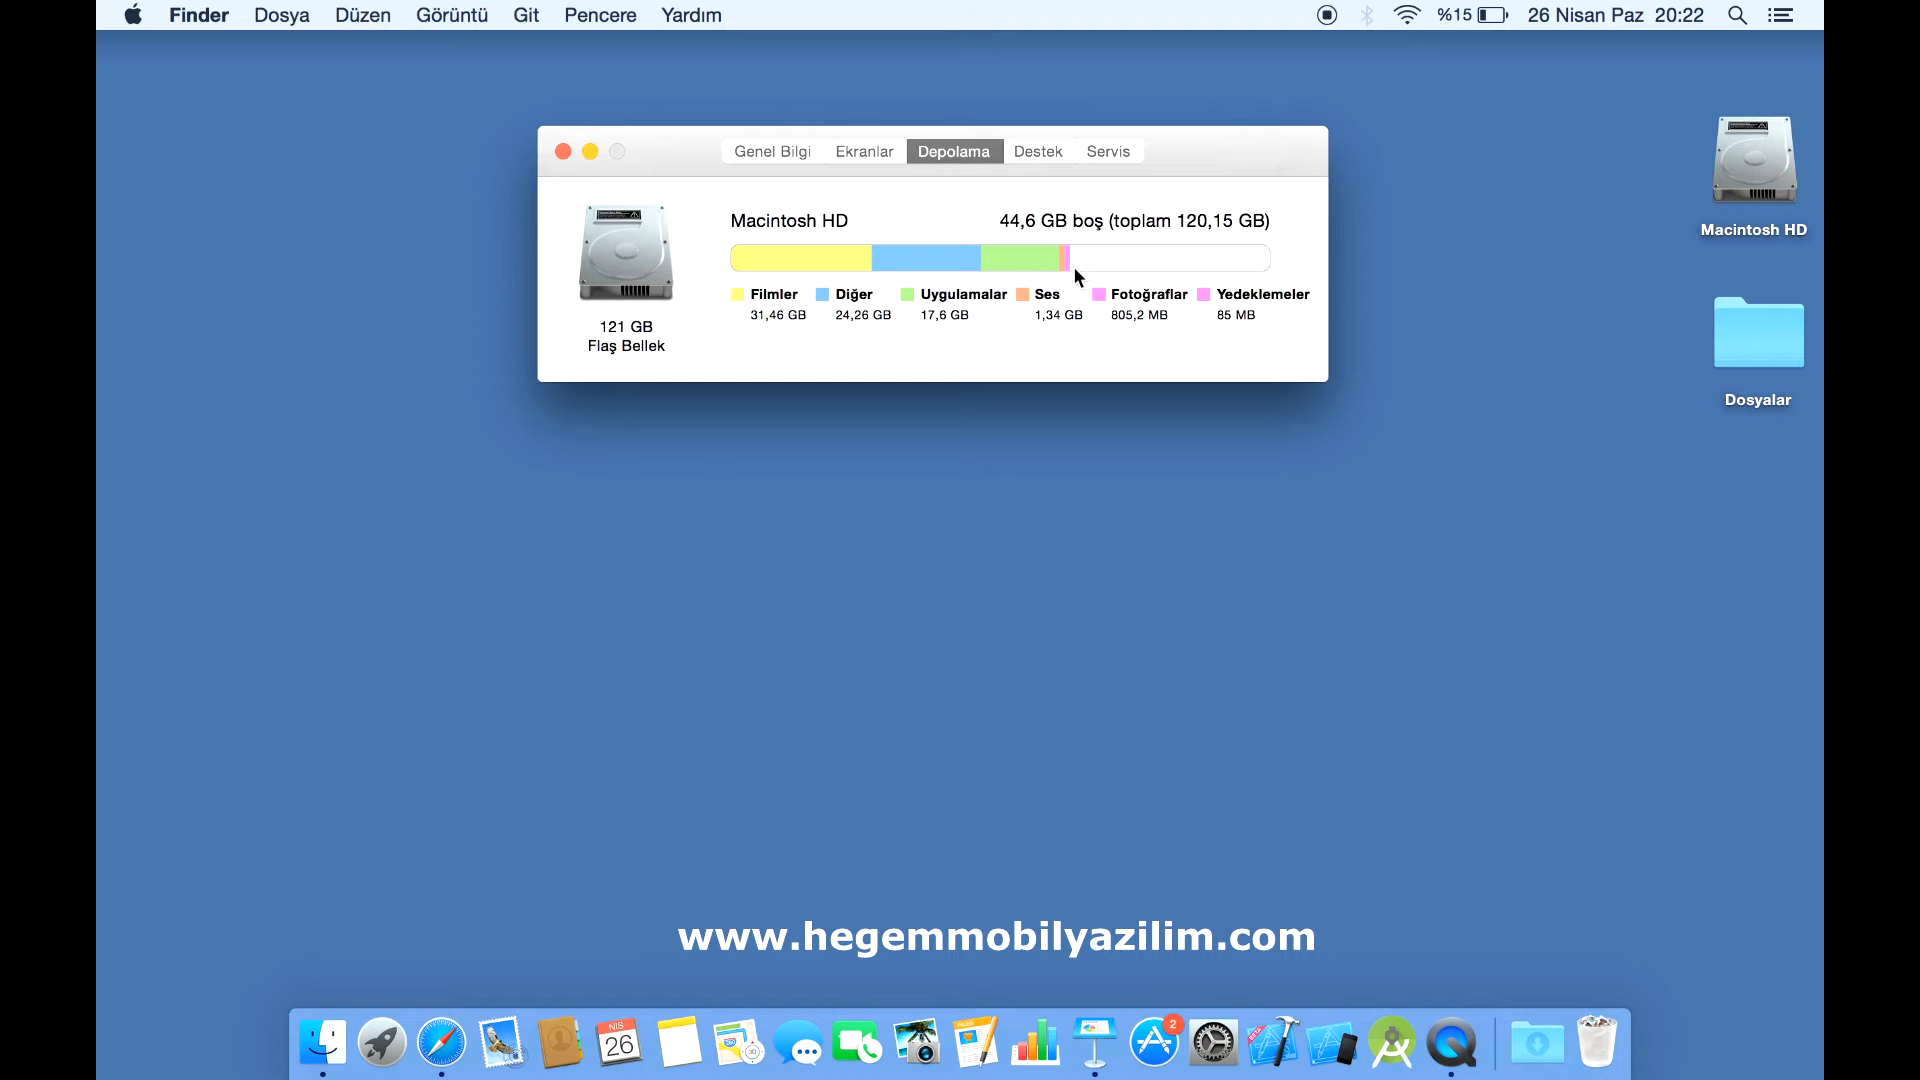 Finder Dosya Düzen Görüntü Git Pencere Yardım %15 26 Nisan Paz 20:22
Genel Bilgi Ekranlar Depolama Destek Servis
Macintosh HD 44,6 GB boş (toplam 120,15 GB)
Filmler Diğer Uygulamalar Ses Fotoğraflar Yedeklemeler
31,46 GB 24,26 GB 17,6 GB 1,34 GB 805,2 MB 85 MB
121 GB
Flaş Bellek
Macintosh HD
Dosyalar
www.hegemmobilyazilim.com
NIS
26
2